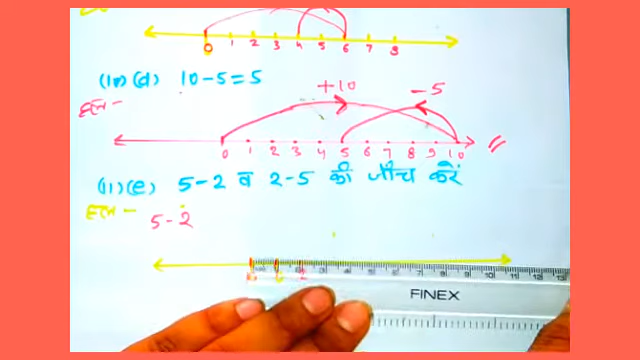 0 1 2 3 4 5 6 7 8
(10) (d) 10-5=5
हल- +10 -5
0 1 2 3 4 5 6 7 8 9 10
(11) (e) 5-2 व 2-5 की जाँच करें
हल- 5-2
FINEX